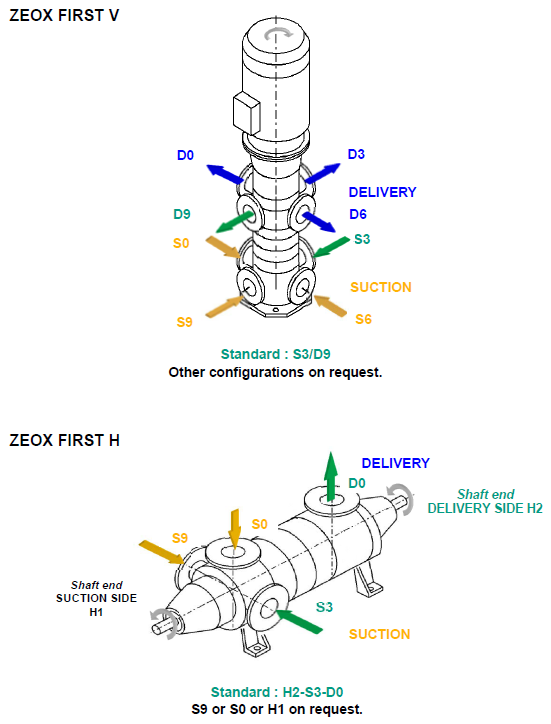 ZEOX FIRST V
D0
D3
DELIVERY
D9
D6
S0
S3
SUCTION
S9
S6
Standard : S3/D9
Other configurations on request.
ZEOX FIRST H
DELIVERY
D0
Shaft end
DELIVERY SIDE H2
S9
S0
Shaft end
SUCTION SIDE
H1
S3
SUCTION
Standard : H2-S3-D0
S9 or S0 or H1 on request.